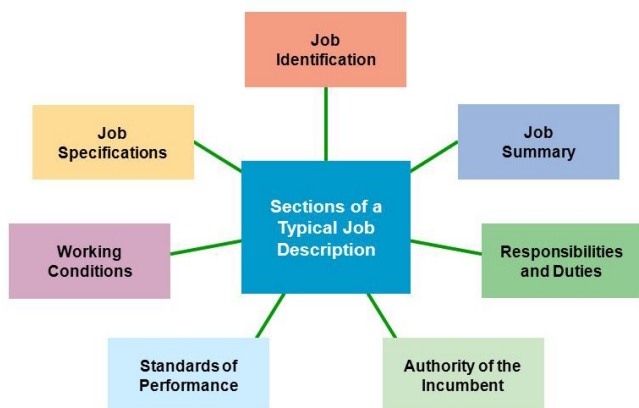 Job
Identification
Job
Specifications
Job
Summary
Sections of a
Typical Job
Description
Working
Conditions
Responsibilities
and Duties
Standards of
Performance
Authority of the
Incumbent